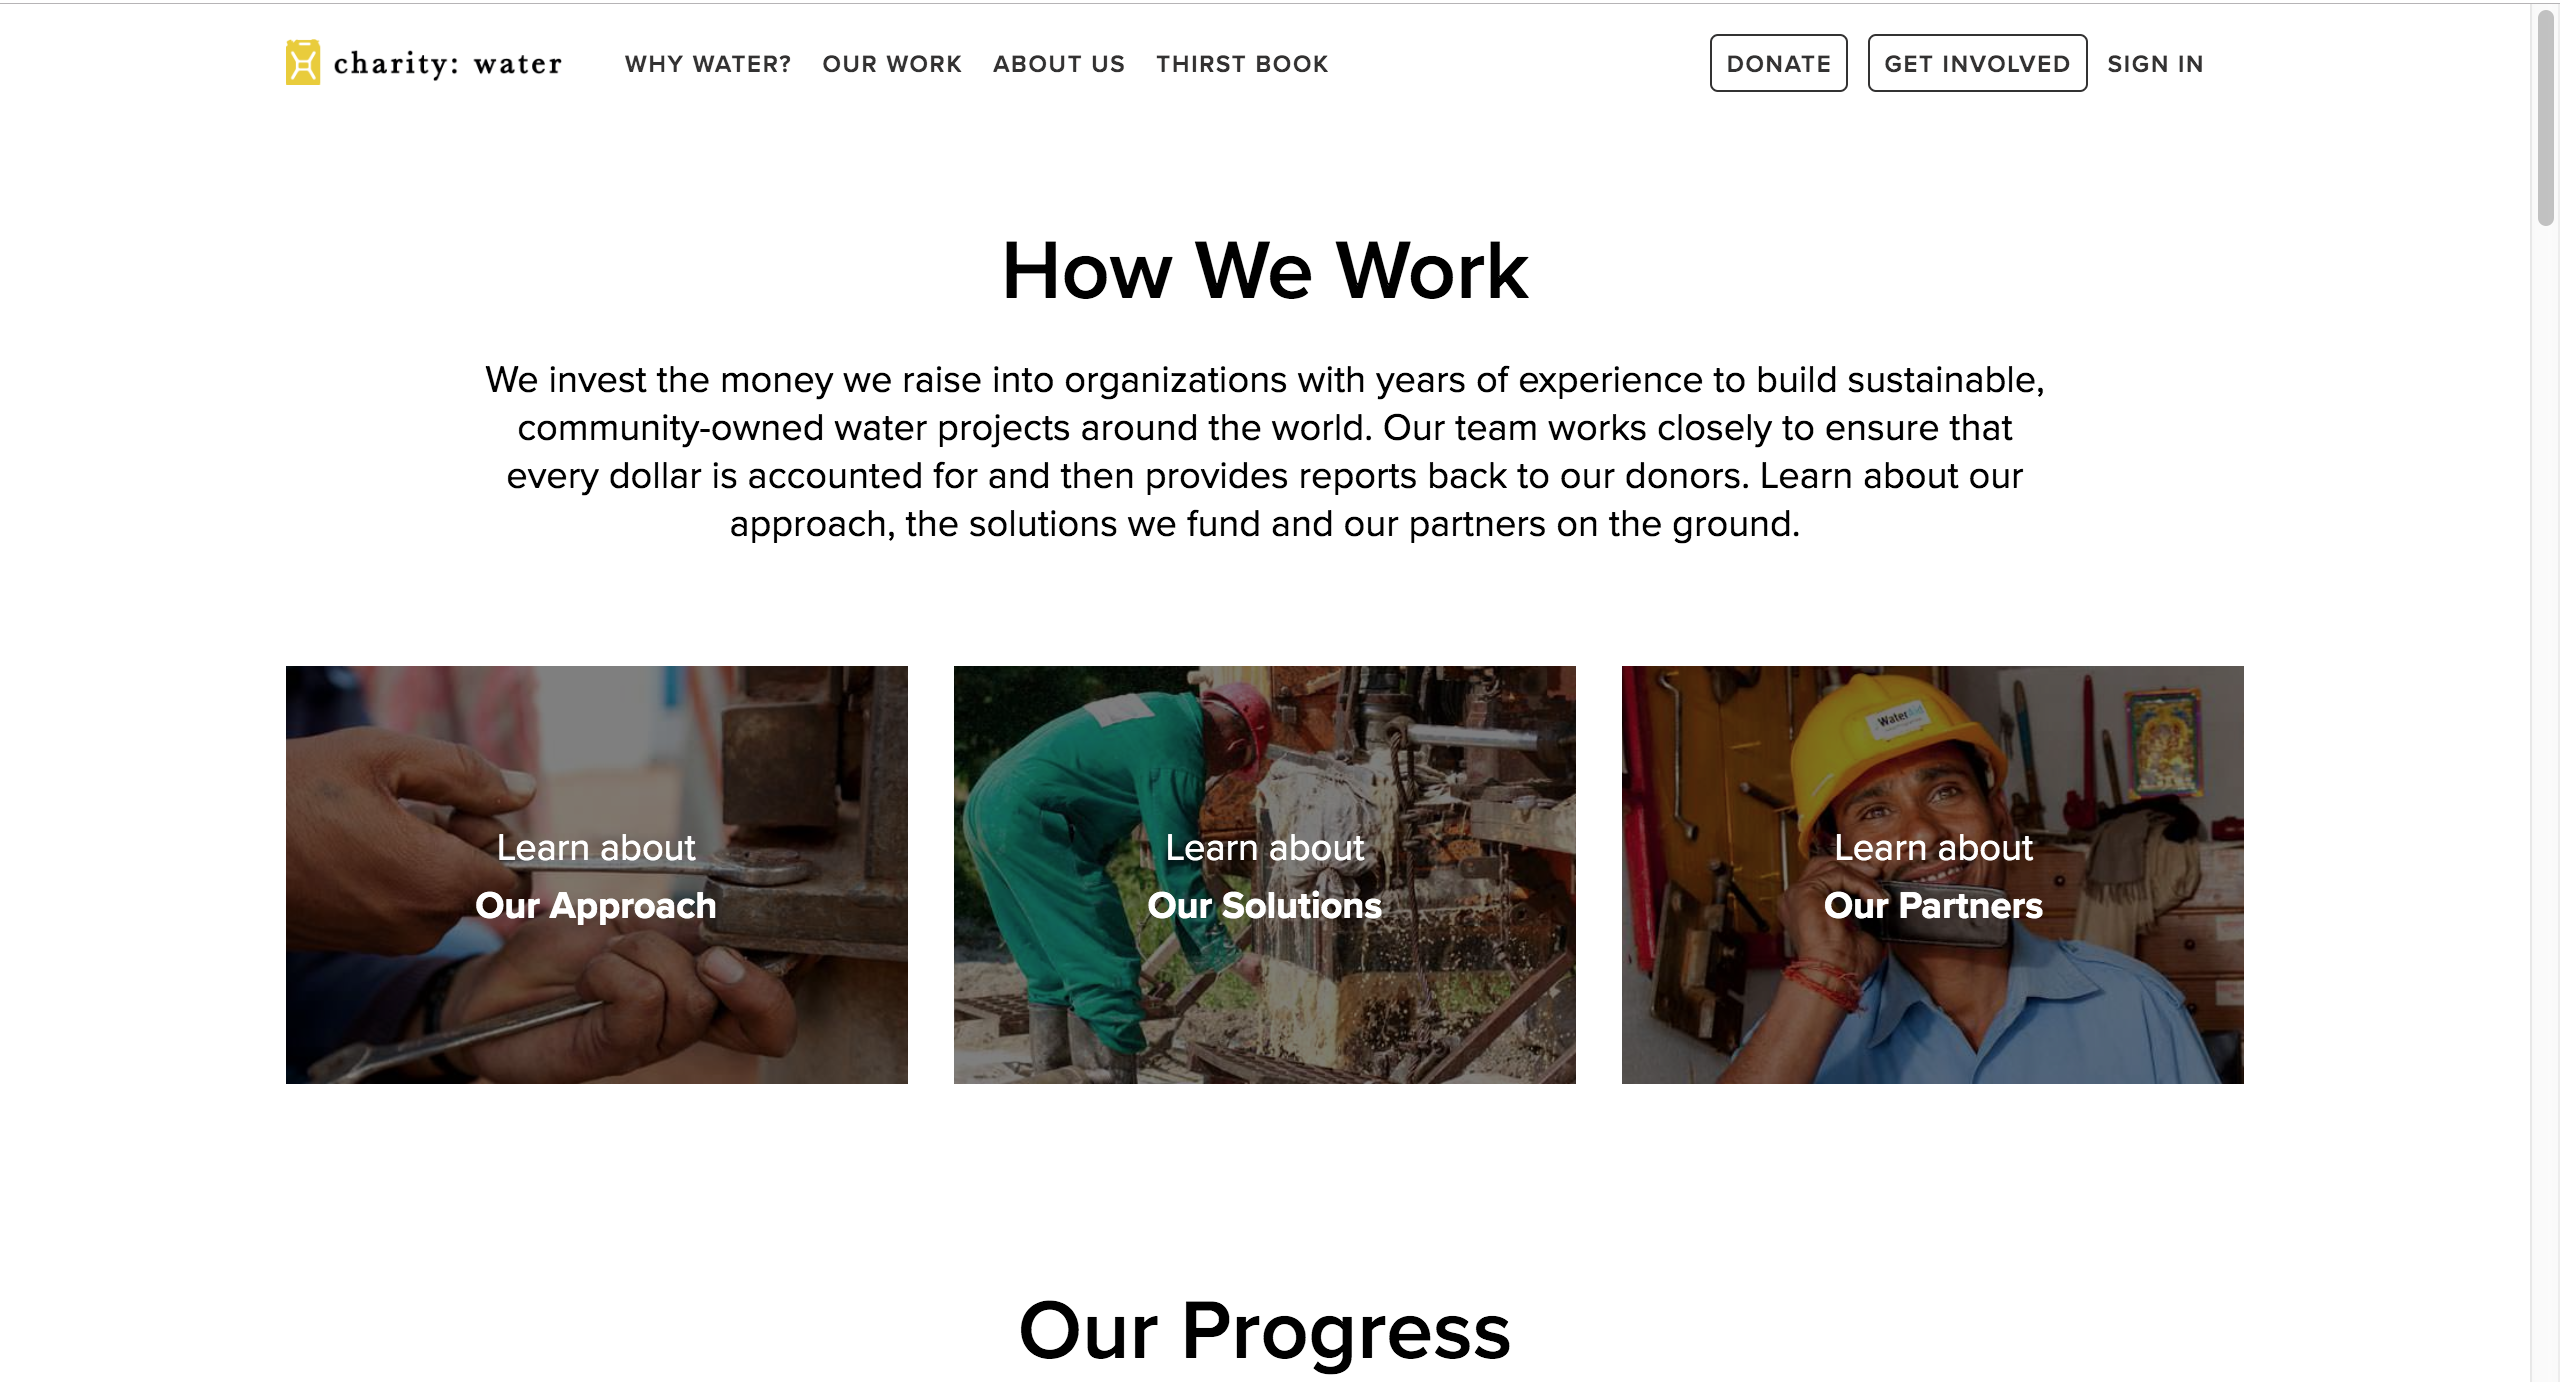 charity: water
WHY WATER?
OUR WORK
ABOUT US
THIRST BOOK
DONATE
GET INVOLVED
SIGN IN
How We Work
We invest the money we raise into organizations with years of experience to build sustainable,
community-owned water projects around the world. Our team works closely to ensure that
every dollar is accounted for and then provides reports back to our donors. Learn about our
approach, the solutions we fund and our partners on the ground.
Learn about
Our Approach
Learn about
Our Solutions
WaterAid
Learn about
Our Partners
Our Progress